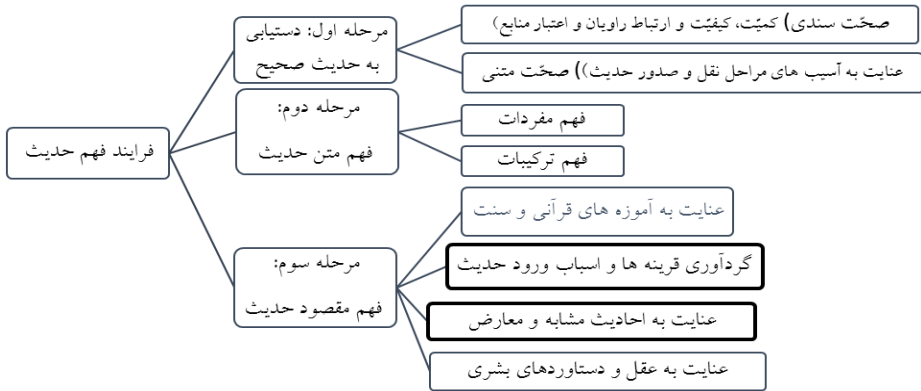 فرایند فهم حدیث
مرحله اول: دستیابی
به حدیث صحیح
صحّت سندی) کمیّت، کیفیّت و ارتباط راویان و اعتبار منابع)
عنایت به آسیب های مراحل نقل و صدور حدیث)) صحّت متنی
مرحله دوم:
فهم متن حدیث
فهم مفردات
فهم ترکیبات
مرحله سوم:
فهم مقصود حدیث
عنایت به آموزه های قرآنی و سنت
گردآوری قرینه ها و اسباب ورود حدیث
عنایت به احادیث مشابه و معارض
عنایت به عقل و دستاوردهای بشری